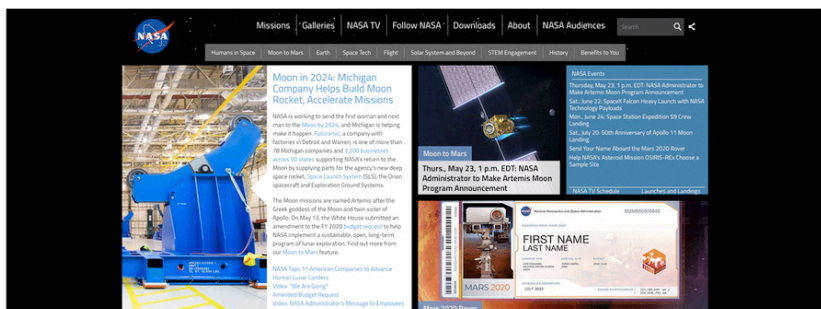 NASA
Missions
Galleries
NASA TV
Follow NASA
Downloads
About
NASA Audiences
Search
Humans in Space
Moon to Mars
Earth
Space Tech
Flight
Solar System and Beyond
STEM Engagement
History
Benefits to You
Moon in 2024: Michigan
Company Helps Build Moon
Rocket, Accelerate Missions
NASA is working to send the first woman and next
man to the Moon by 2024, and Michigan is helping
make it happen. Futuramic, a company with
factories in Detroit and Warren, is one of more than
78 Michigan companies and 3,200 businesses
across 50 states supporting NASA's return to the
Moon by supplying parts for the agency's new deep
space rocket, Space Launch System (SLS), the Orion
spacecraft and Exploration Ground Systems.
The Moon missions are named Artemis after the
Greek goddess of the Moon and twin sister of
Apollo. On May 13, the White House submitted an
amendment to the FY 2020 budget request to help
NASA implement a sustainable, open, long-term
program of lunar exploration. Find out more from
our Moon to Mars feature.
NASA Taps 11 American Companies to Advance
Human Lunar Landers
Video: "We Are Going"
Amended Budget Request
Video: NASA Administrator's Message to Employees
Moon to Mars
Thurs., May 23, 1 p.m. EDT: NASA
Administrator to Make Artemis Moon
Program Announcement
NASA Events
Thursday, May 23, 1 p.m. EDT: NASA Administrator to
Make Artemis Moon Program Announcement
Sat., June 22: SpaceX Falcon Heavy Launch with NASA
Technology Payloads
Mon., June 24: Space Station Expedition 59 Crew
Landing
Sat., July 20: 50th Anniversary of Apollo 11 Moon
Landing
Send Your Name Aboard the Mars 2020 Rover
Help NASA's Asteroid Mission OSIRIS-REx Choose a
Sample Site
NASA TV Schedule
Launches and Landings
National Aeronautics and Space Administration
FIRST NAME
LAST NAME
MARS 2020
JULY 2020
Mars 2020 Rover